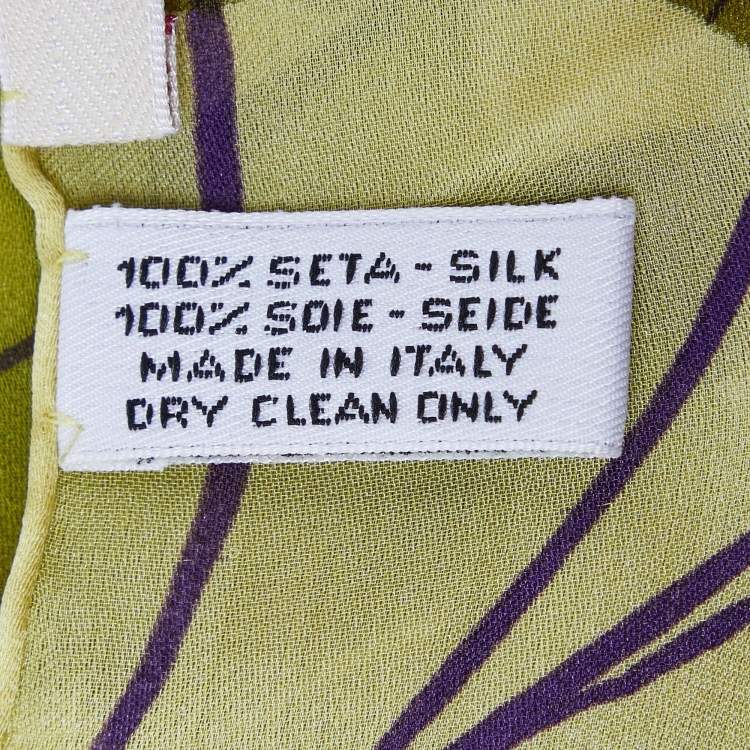 100% SETA - SILK
100% SOIE - SEIDE
MADE IN ITALY
DRY CLEAN ONLY